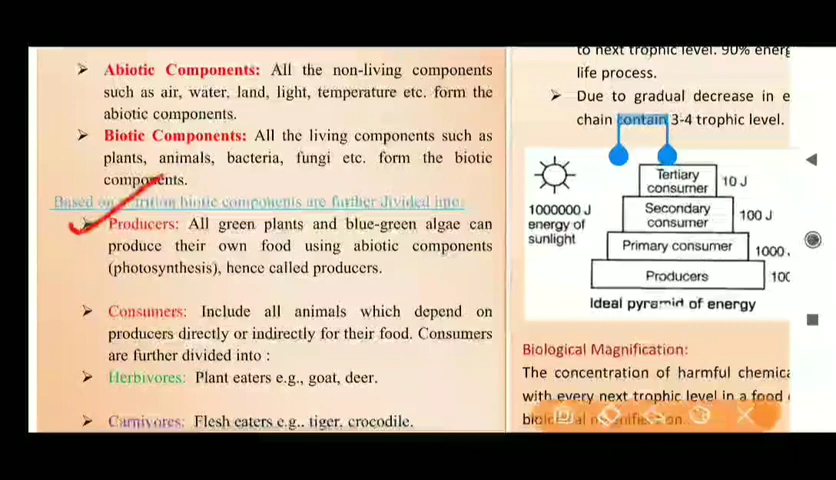 Abiotic Components: All the non-living components
such as air, water, land, light, temperature etc. form the
abiotic components.
Biotic Components: All the living components such as
plants, animals, bacteria, fungi etc. form the biotic
components.
Based on nutrition biotic components are further divided into:
Producers: All green plants and blue-green algae can
produce their own food using abiotic components
(photosynthesis), hence called producers.
Consumers: Include all animals which depend on
producers directly or indirectly for their food. Consumers
are further divided into :
Herbivores: Plant eaters e.g., goat, deer.
Carnivores: Flesh eaters e.g., tiger, crocodile.
to next trophic level. 90% energ
life process.
Due to gradual decrease in e
chain contain 3-4 trophic level.
1000000 J
energy of
sunlight
Tertiary
consumer
10 J
Secondary
consumer
100 J
Primary consumer
1000
Producers
100
Ideal pyramid of energy
Biological Magnification:
The concentration of harmful chemica
with every next trophic level in a food